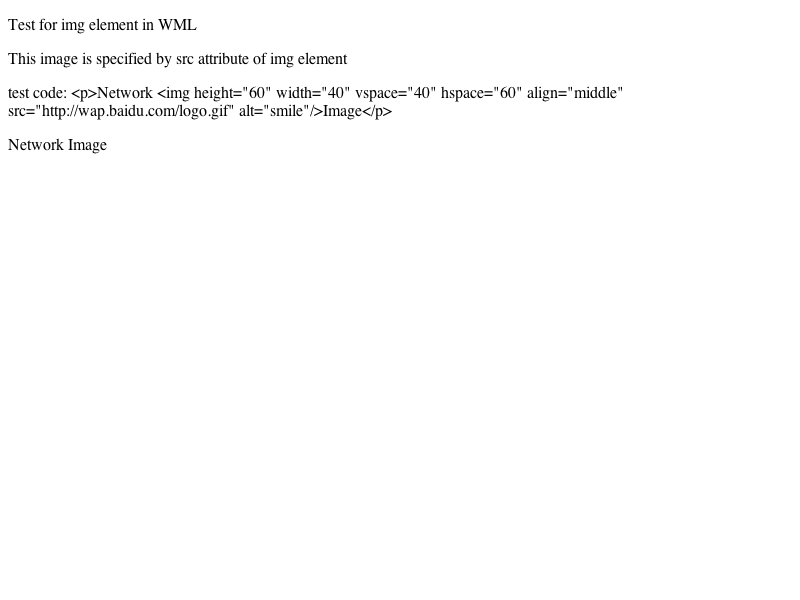 Test for img element in WML
This image is specified by src attribute of img element
test code: <p>Network <img height="60" width="40" vspace="40" hspace="60" align="middle"
src="http://wap.baidu.com/logo.gif" alt="smile"/>Image</p>
Network Image